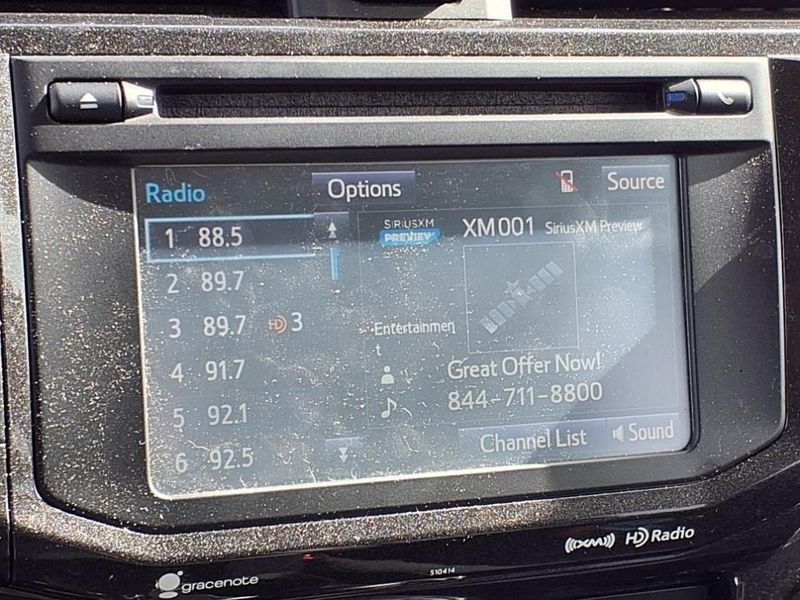 Radio
Options
Source
1 88.5
2 89.7
3 89.7 HD 3
4 91.7
5 92.1
6 92.5
SIRIUSXM
PREVIEW
XM001 SiriusXM Preview
Entertainmen
t
Great Offer Now!
844-711-8800
Channel List
Sound
((XM))
HD Radio
gracenote
510414